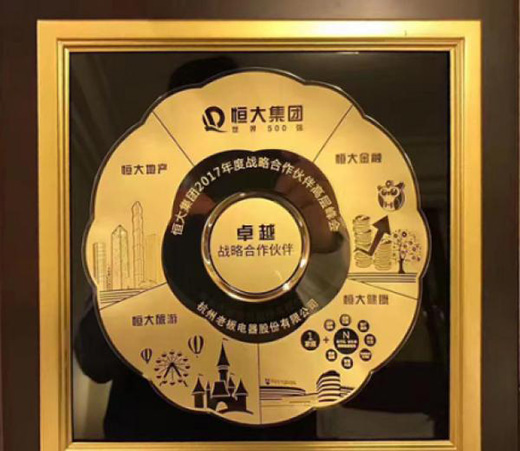 恒大集团
世界500强
恒大地产
恒大金融
恒大集团2017年度战略合作伙伴高层峰会
卓越
战略合作伙伴
杭州老板电器股份有限公司
恒大旅游
恒大健康
1
+
N